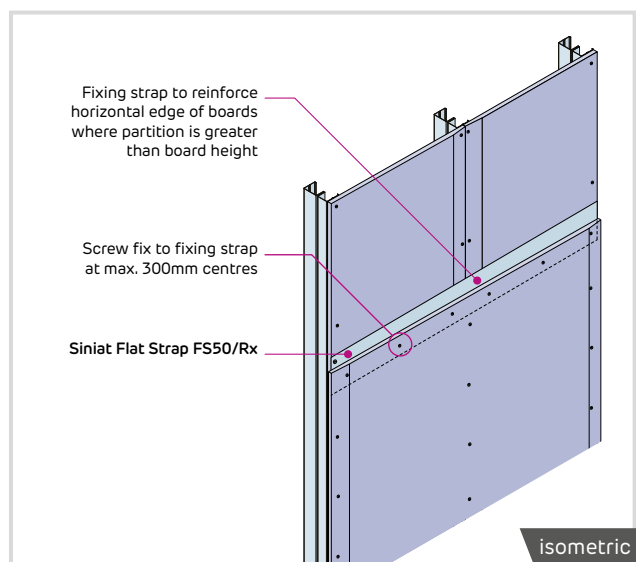 Fixing strap to reinforce
horizontal edge of boards
where partition is greater
than board height
Screw fix to fixing strap
at max. 300mm centres
Siniat Flat Strap FS50/Rx
isometric